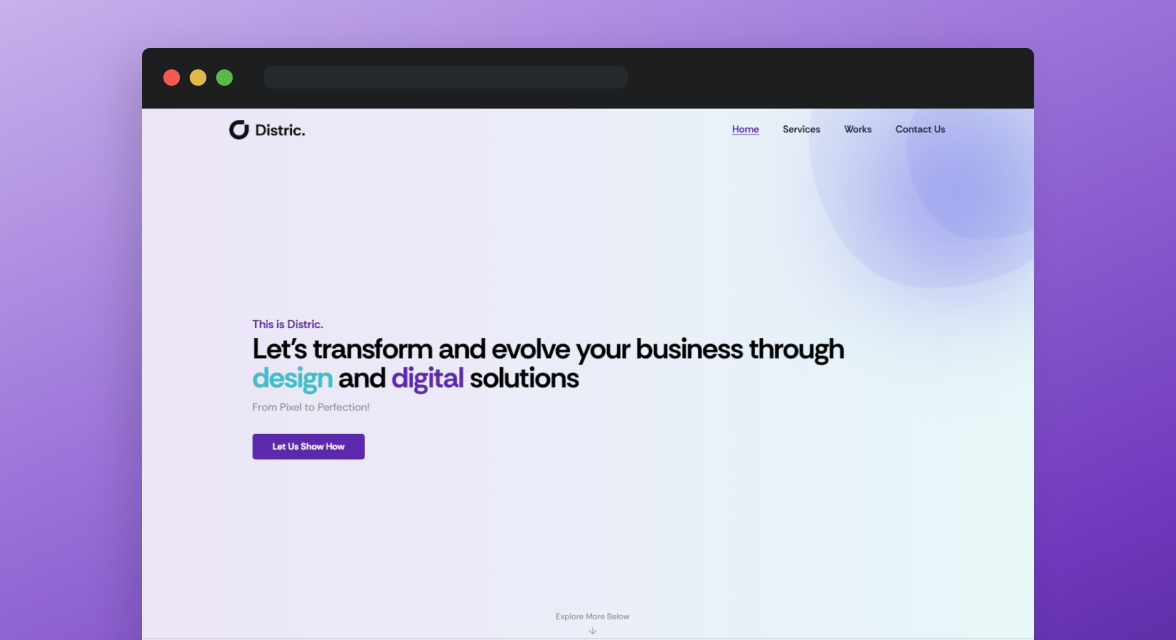 Distric.
Home Services Works Contact Us
This is Distric.
Let's transform and evolve your business through
design and digital solutions
From Pixel to Perfection!
Let Us Show How
Explore More Below